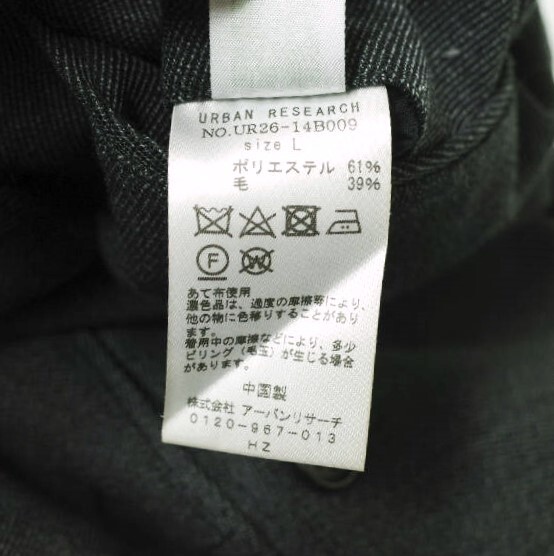 URBAN RESEARCH
NO.UR26-14B009
size L
ポリエステル 61%
毛 39%
F W
あて布使用
濃色品は、過度の摩擦等により、
他の物に色移りすることがあり
ます。
着用中の摩擦などにより、多少
ピリング（毛玉）が生じる場合
があります。
中国製
株式会社 アーバンリサーチ
0120-967-013
HZ